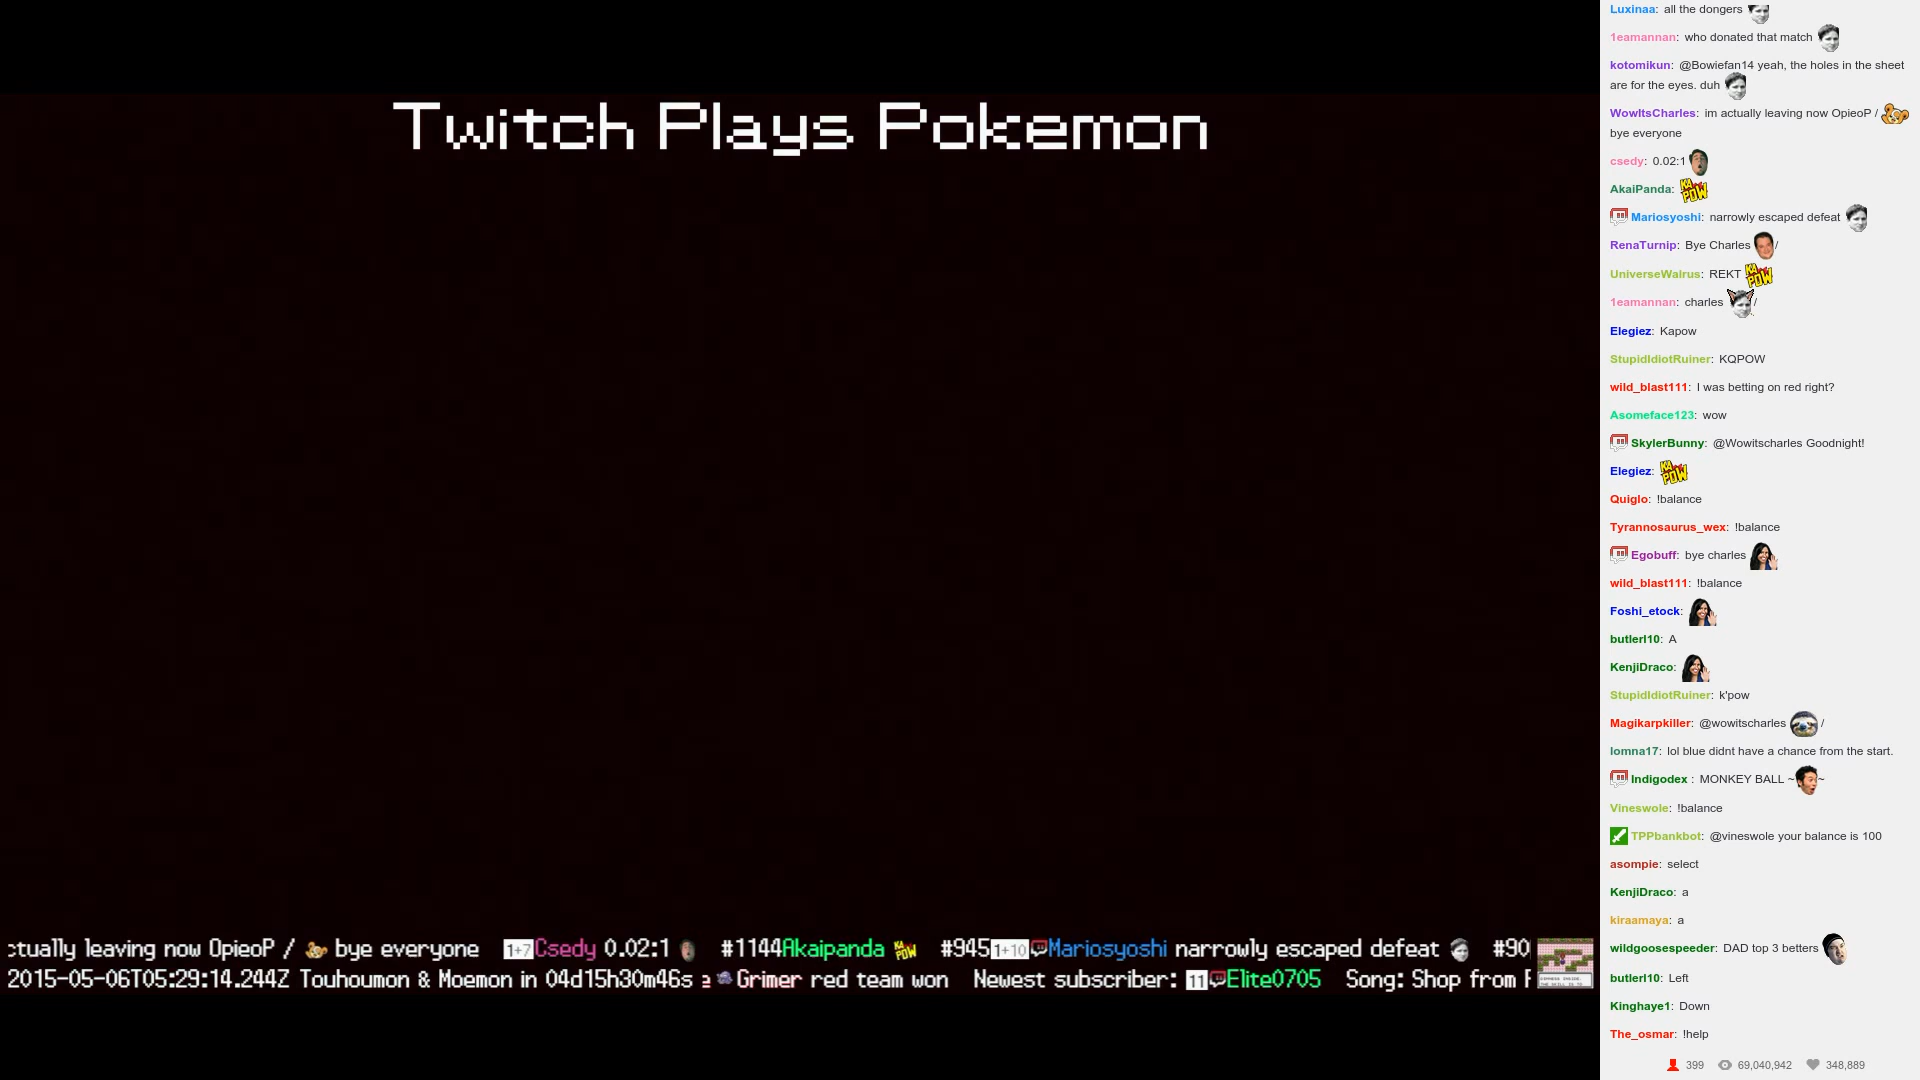 Twitch Plays Pokemon
ctually leaving now OpieoP / bye everyone 1+7 Csedy 0.02:1 #1144 Akaipanda KA POW #945 1+10 Mariosyoshi narrowly escaped defeat #90
2015-05-06T05:29:14.244Z Touhoumon & Moemon in 04d15h30m46s Grimer red team won Newest subscriber: 11 Elite0705 Song: Shop from
Luxinaa: all the dongers
1eamannan: who donated that match
kotomikun: @Bowiefan14 yeah, the holes in the sheet
are for the eyes. duh
WowItsCharles: im actually leaving now OpieoP /
bye everyone
csedy: 0.02:1
AkaiPanda: KA POW
Mariosyoshi: narrowly escaped defeat
RenaTurnip: Bye Charles /
UniverseWalrus: REKT KA POW
1eamannan: charles /
Elegiez: Kapow
StupidIdiotRuiner: KQPOW
wild_blast111: I was betting on red right?
Asomeface123: wow
SkylerBunny: @Wowitscharles Goodnight!
Elegiez: KA POW
Quiglo: !balance
Tyrannosaurus_wex: !balance
Egobuff: bye charles
wild_blast111: !balance
Foshi_etock:
butlerl10: A
KenjiDraco:
StupidIdiotRuiner: k'pow
Magikarpkiller: @wowitscharles /
lomna17: lol blue didnt have a chance from the start.
Indigodex : MONKEY BALL ~ ~
Vineswole: !balance
TPPbankbot: @vineswole your balance is 100
asompie: select
KenjiDraco: a
kiraamaya: a
wildgoosespeeder: DAD top 3 betters
butlerl10: Left
Kinghaye1: Down
The_osmar: !help
399 69,040,942 348,889